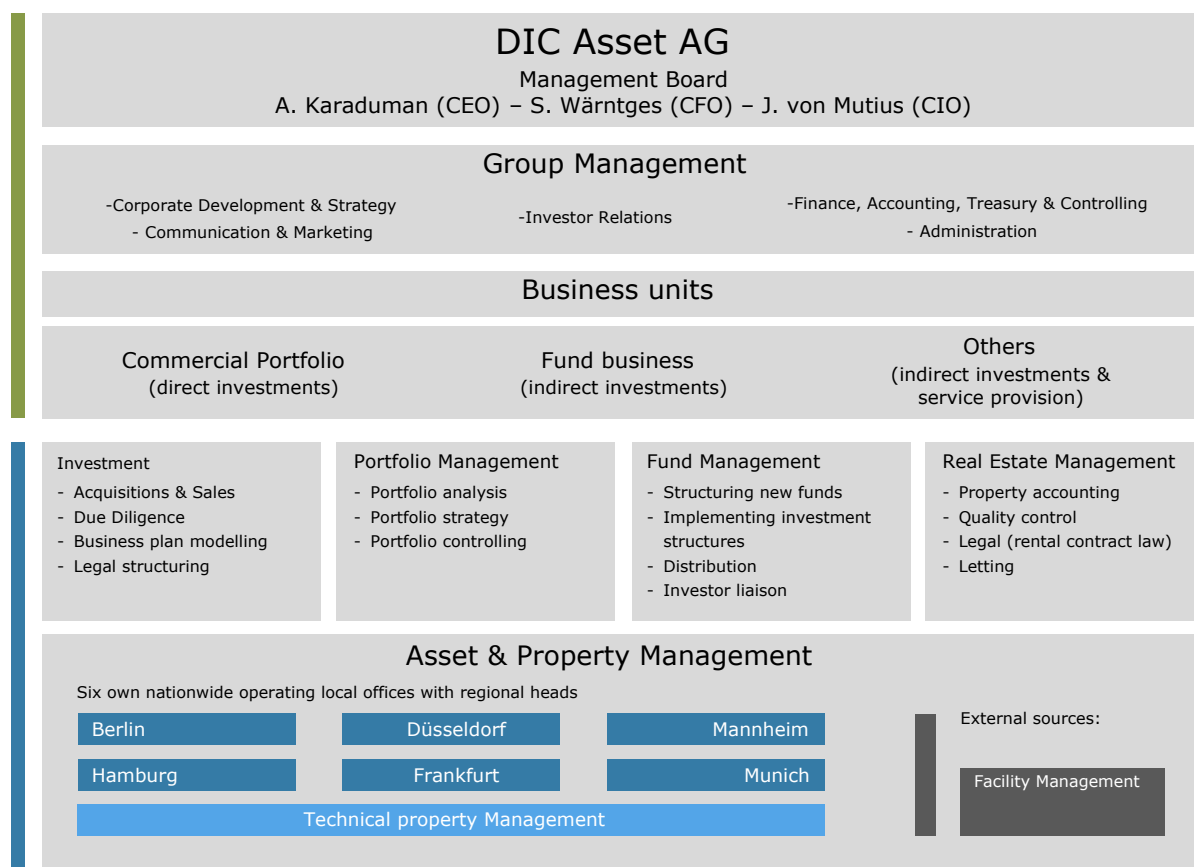 DIC Asset AG
Management Board
A. Karaduman (CEO) – S. Wärntges (CFO) – J. von Mutius (CIO)
Group Management
-Corporate Development & Strategy
- Communication & Marketing
-Investor Relations
-Finance, Accounting, Treasury & Controlling
- Administration
Business units
Commercial Portfolio
(direct investments)
Fund business
(indirect investments)
Others
(indirect investments &
service provision)
Investment
- Acquisitions & Sales
- Due Diligence
- Business plan modelling
- Legal structuring
Portfolio Management
- Portfolio analysis
- Portfolio strategy
- Portfolio controlling
Fund Management
- Structuring new funds
- Implementing investment
structures
- Distribution
- Investor liaison
Real Estate Management
- Property accounting
- Quality control
- Legal (rental contract law)
- Letting
Asset & Property Management
Six own nationwide operating local offices with regional heads
Berlin
Düsseldorf
Mannheim
Hamburg
Frankfurt
Munich
Technical property Management
External sources:
Facility Management